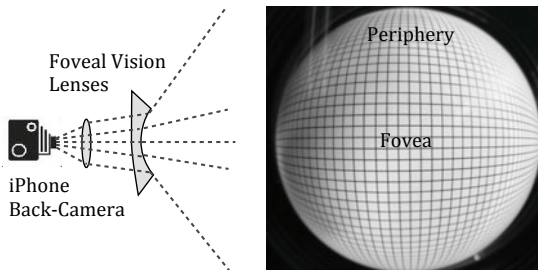 Foveal Vision
Lenses
iPhone
Back-Camera
Periphery
Fovea